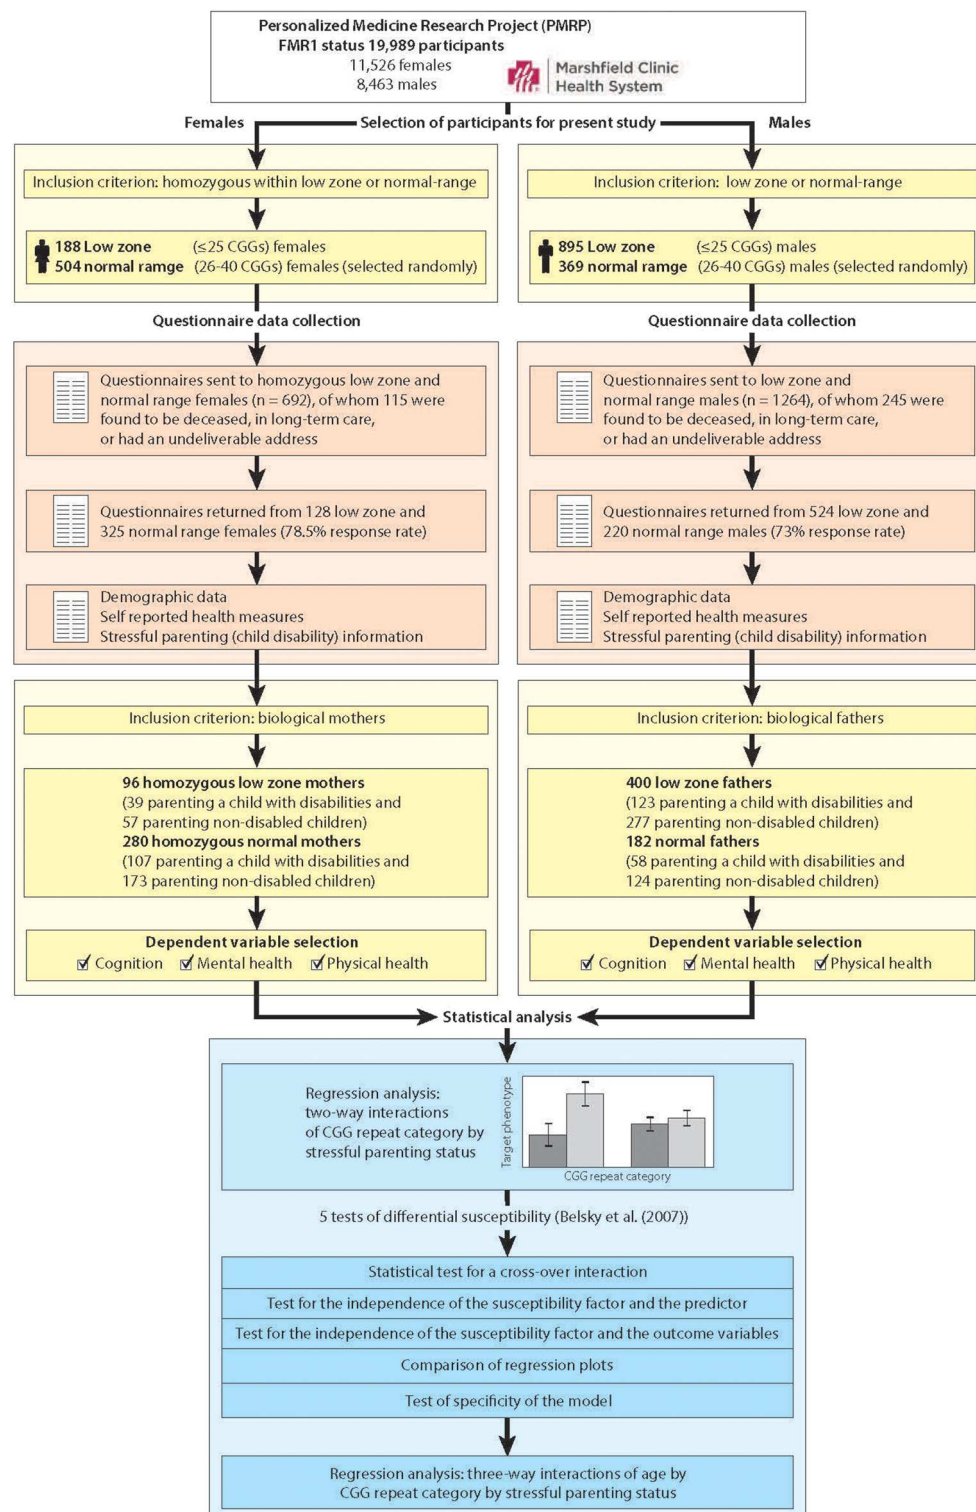 Personalized Medicine Research Project (PMRP)
FMR1 status 19,989 participants
11,526 females
8,463 males
Marshfield Clinic
Health System
Females
Selection of participants for present study
Males
Inclusion criterion: homozygous within low zone or normal-range
188 Low zone (≤25 CGGs) females
504 normal ramge (26-40 CGGs) females (selected randomly)
Questionnaire data collection
Questionnaires sent to homozygous low zone and
normal range females (n = 692), of whom 115 were
found to be deceased, in long-term care,
or had an undeliverable address
Questionnaires returned from 128 low zone and
325 normal range females (78.5% response rate)
Demographic data
Self reported health measures
Stressful parenting (child disability) information
Inclusion criterion: biological mothers
96 homozygous low zone mothers
(39 parenting a child with disabilities and
57 parenting non-disabled children)
280 homozygous normal mothers
(107 parenting a child with disabilities and
173 parenting non-disabled children)
Dependent variable selection
Cognition Mental health Physical health
Inclusion criterion: low zone or normal-range
895 Low zone (≤25 CGGs) males
369 normal ramge (26-40 CGGs) males (selected randomly)
Questionnaire data collection
Questionnaires sent to low zone and
normal range males (n = 1264), of whom 245 were
found to be deceased, in long-term care,
or had an undeliverable address
Questionnaires returned from 524 low zone and
220 normal range males (73% response rate)
Demographic data
Self reported health measures
Stressful parenting (child disability) information
Inclusion criterion: biological fathers
400 low zone fathers
(123 parenting a child with disabilities and
277 parenting non-disabled children)
182 normal fathers
(58 parenting a child with disabilities and
124 parenting non-disabled children)
Dependent variable selection
Cognition Mental health Physical health
Statistical analysis
Regression analysis:
two-way interactions
of CGG repeat category by
stressful parenting status
Target phenotype
CGG repeat category
5 tests of differential susceptibility (Belsky et al. (2007))
Statistical test for a cross-over interaction
Test for the independence of the susceptibility factor and the predictor
Test for the independence of the susceptibility factor and the outcome variables
Comparison of regression plots
Test of specificity of the model
Regression analysis: three-way interactions of age by
CGG repeat category by stressful parenting status